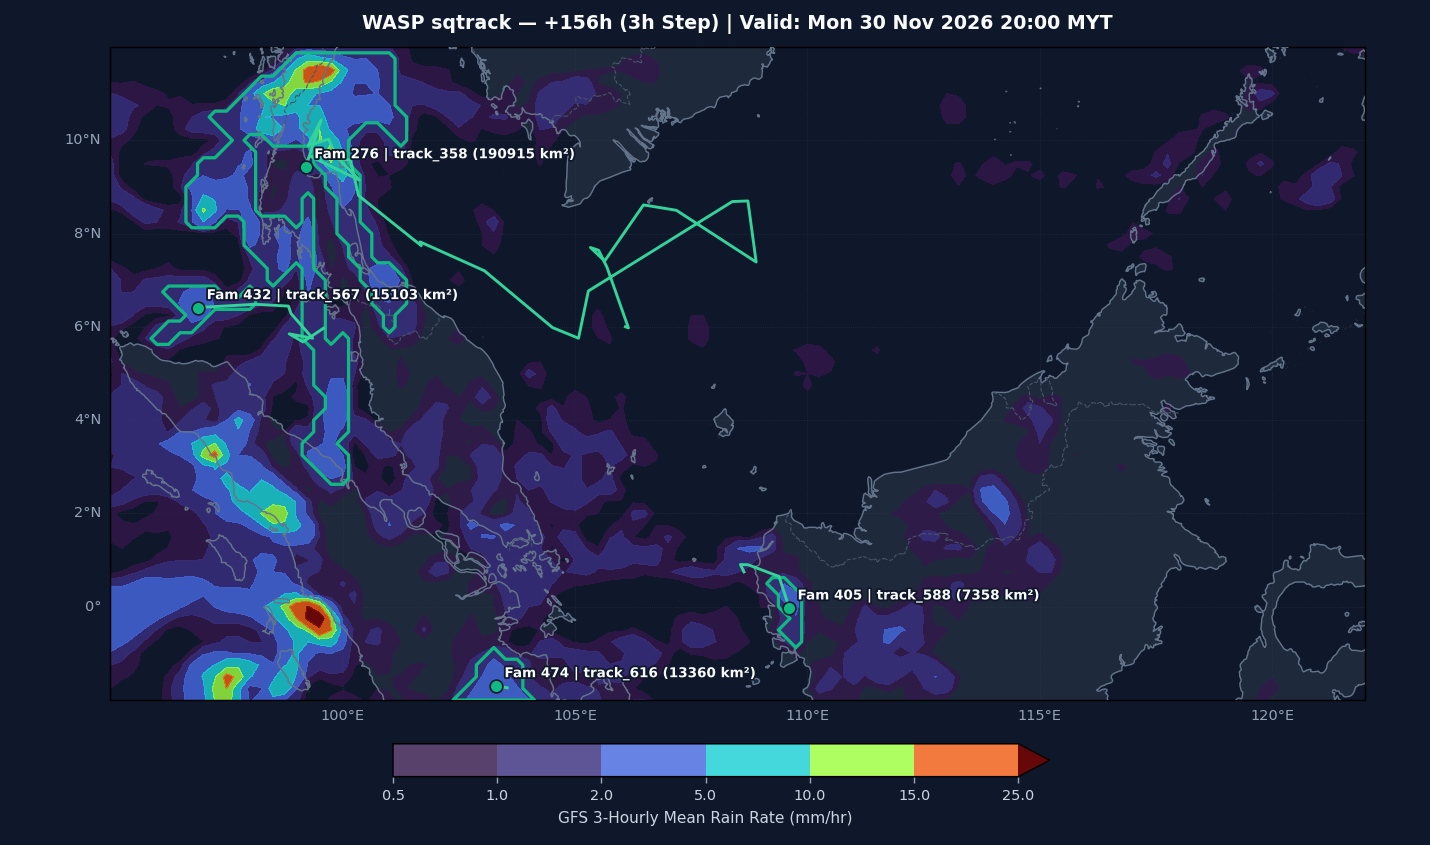 WASP sqtrack — +156h (3h Step) | Valid: Mon 30 Nov 2026 20:00 MYT
10°N
8°N
6°N
4°N
2°N
0°
Fam 276 | track_358 (190915 km²)
Fam 432 | track_567 (15103 km²)
Fam 405 | track_588 (7358 km²)
Fam 474 | track_616 (13360 km²)
100°E 105°E 110°E 115°E 120°E
0.5 1.0 2.0 5.0 10.0 15.0 25.0
GFS 3-Hourly Mean Rain Rate (mm/hr)